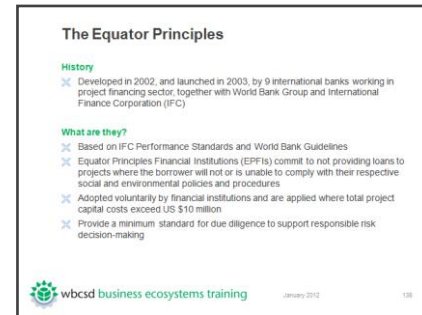 The Equator Principles
History
Developed in 2002, and launched in 2003, by 9 international banks working in
project financing sector, together with World Bank Group and International
Finance Corporation (IFC)
What are they?
Based on IFC Performance Standards and World Bank Guidelines
Equator Principles Financial Institutions (EPFIs) commit to not providing loans to
projects where the borrower will not or is unable to comply with their respective
social and environmental policies and procedures
Adopted voluntarily by financial institutions and are applied where total project
capital costs exceed US $10 million
Provide a minimum standard for due diligence to support responsible risk
decision-making
wbcsd business ecosystems training January 2012